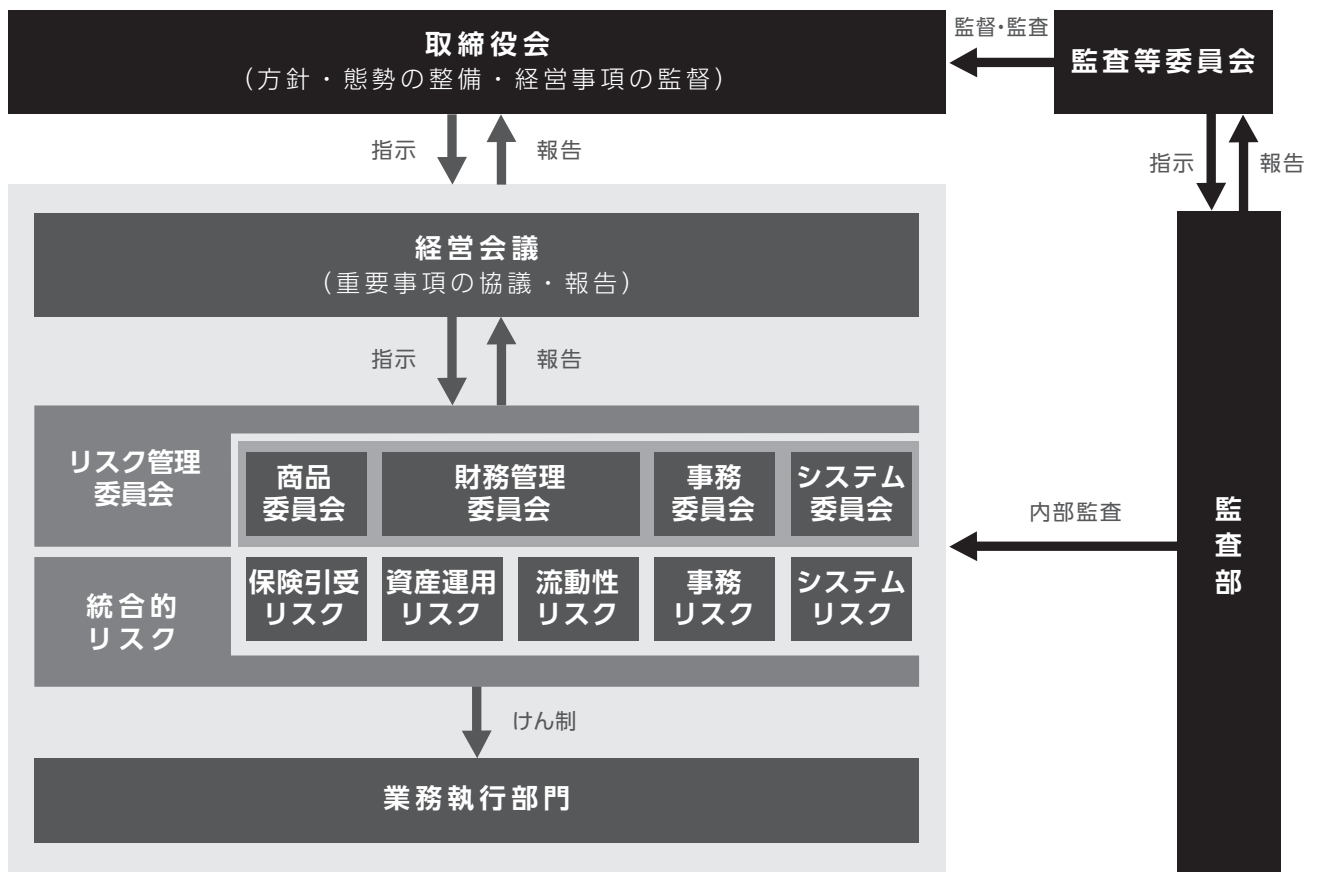 取締役会
（方針・態勢の整備・経営事項の監督）
監督・監査
監査等委員会
指示
報告
指示
報告
経営会議
（重要事項の協議・報告）
指示
報告
リスク管理
委員会
商品
委員会
財務管理
委員会
事務
委員会
システム
委員会
統合的
リスク
保険引受
リスク
資産運用
リスク
流動性
リスク
事務
リスク
システム
リスク
内部監査
監査部
けん制
業務執行部門